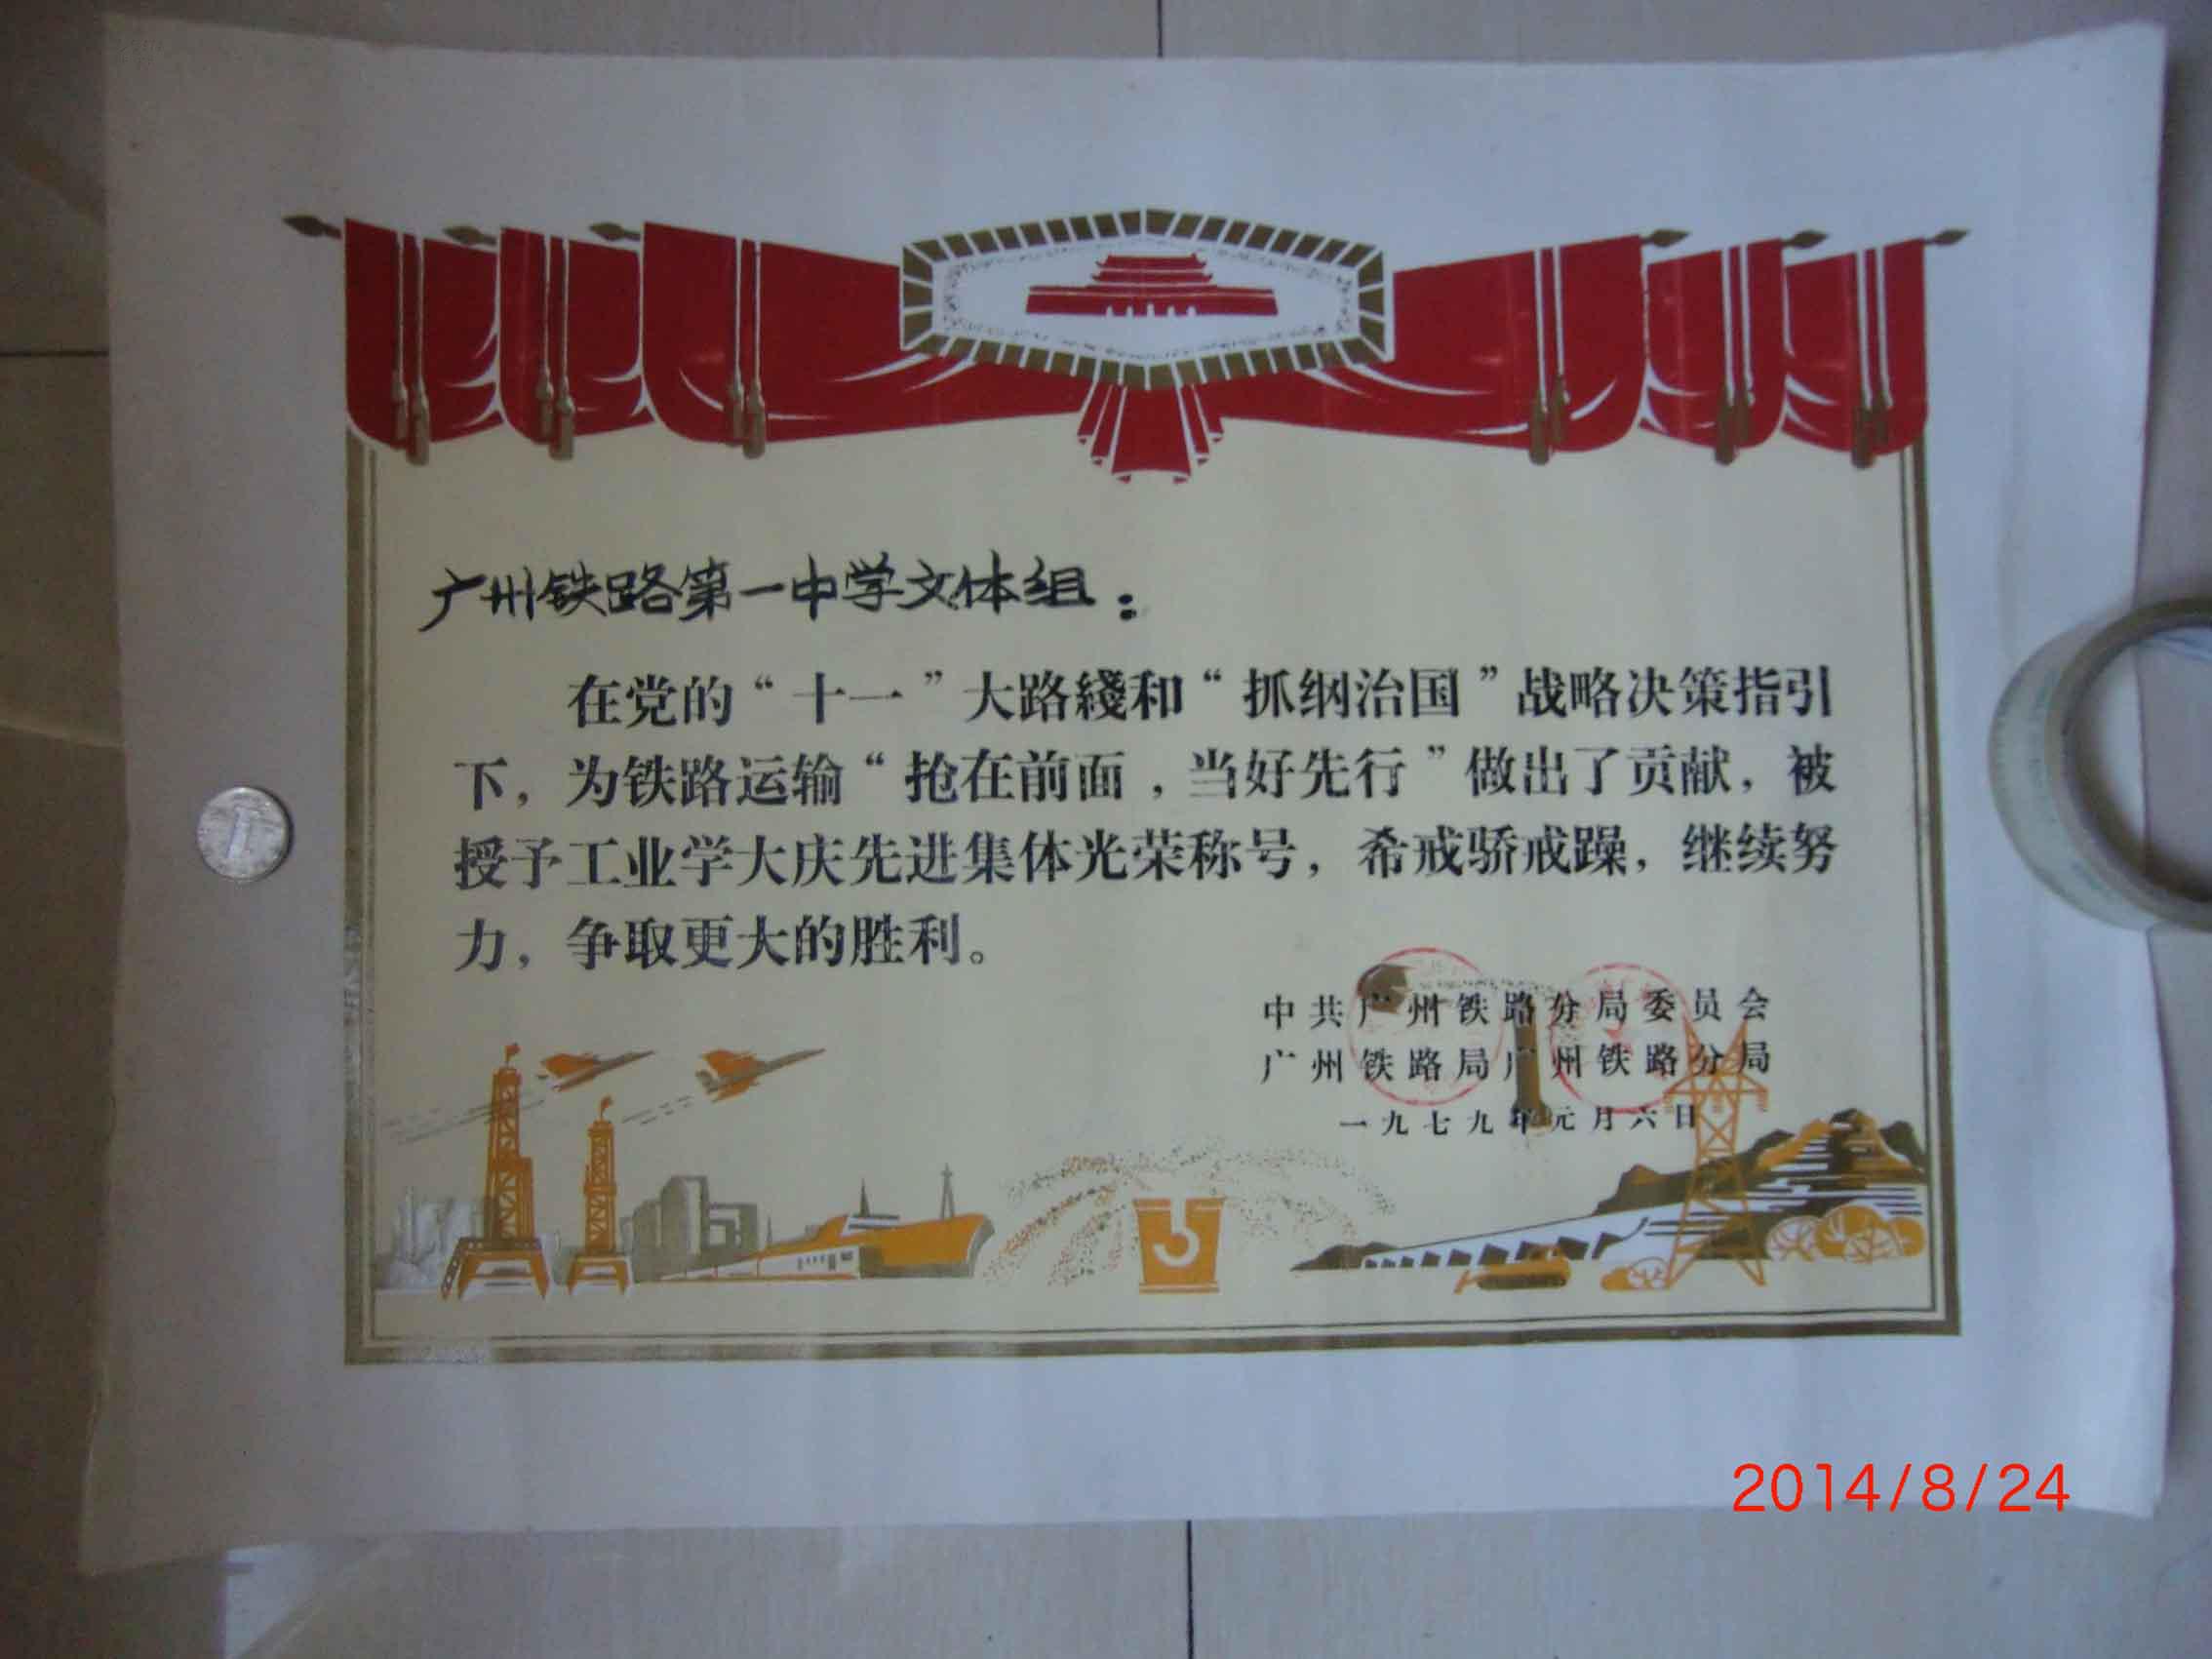 广州铁路第一中学文体组：
在党的“十一”大路綫和“抓纲治国”战略决策指引
下，为铁路运输“抢在前面，当好先行”做出了贡献，被
授予工业学大庆先进集体光荣称号，希戒骄戒躁，继续努
力，争取更大的胜利。
中共广州铁路分局委员会
广州铁路局广州铁路分局
一九七九年元月六日
2014/8/24